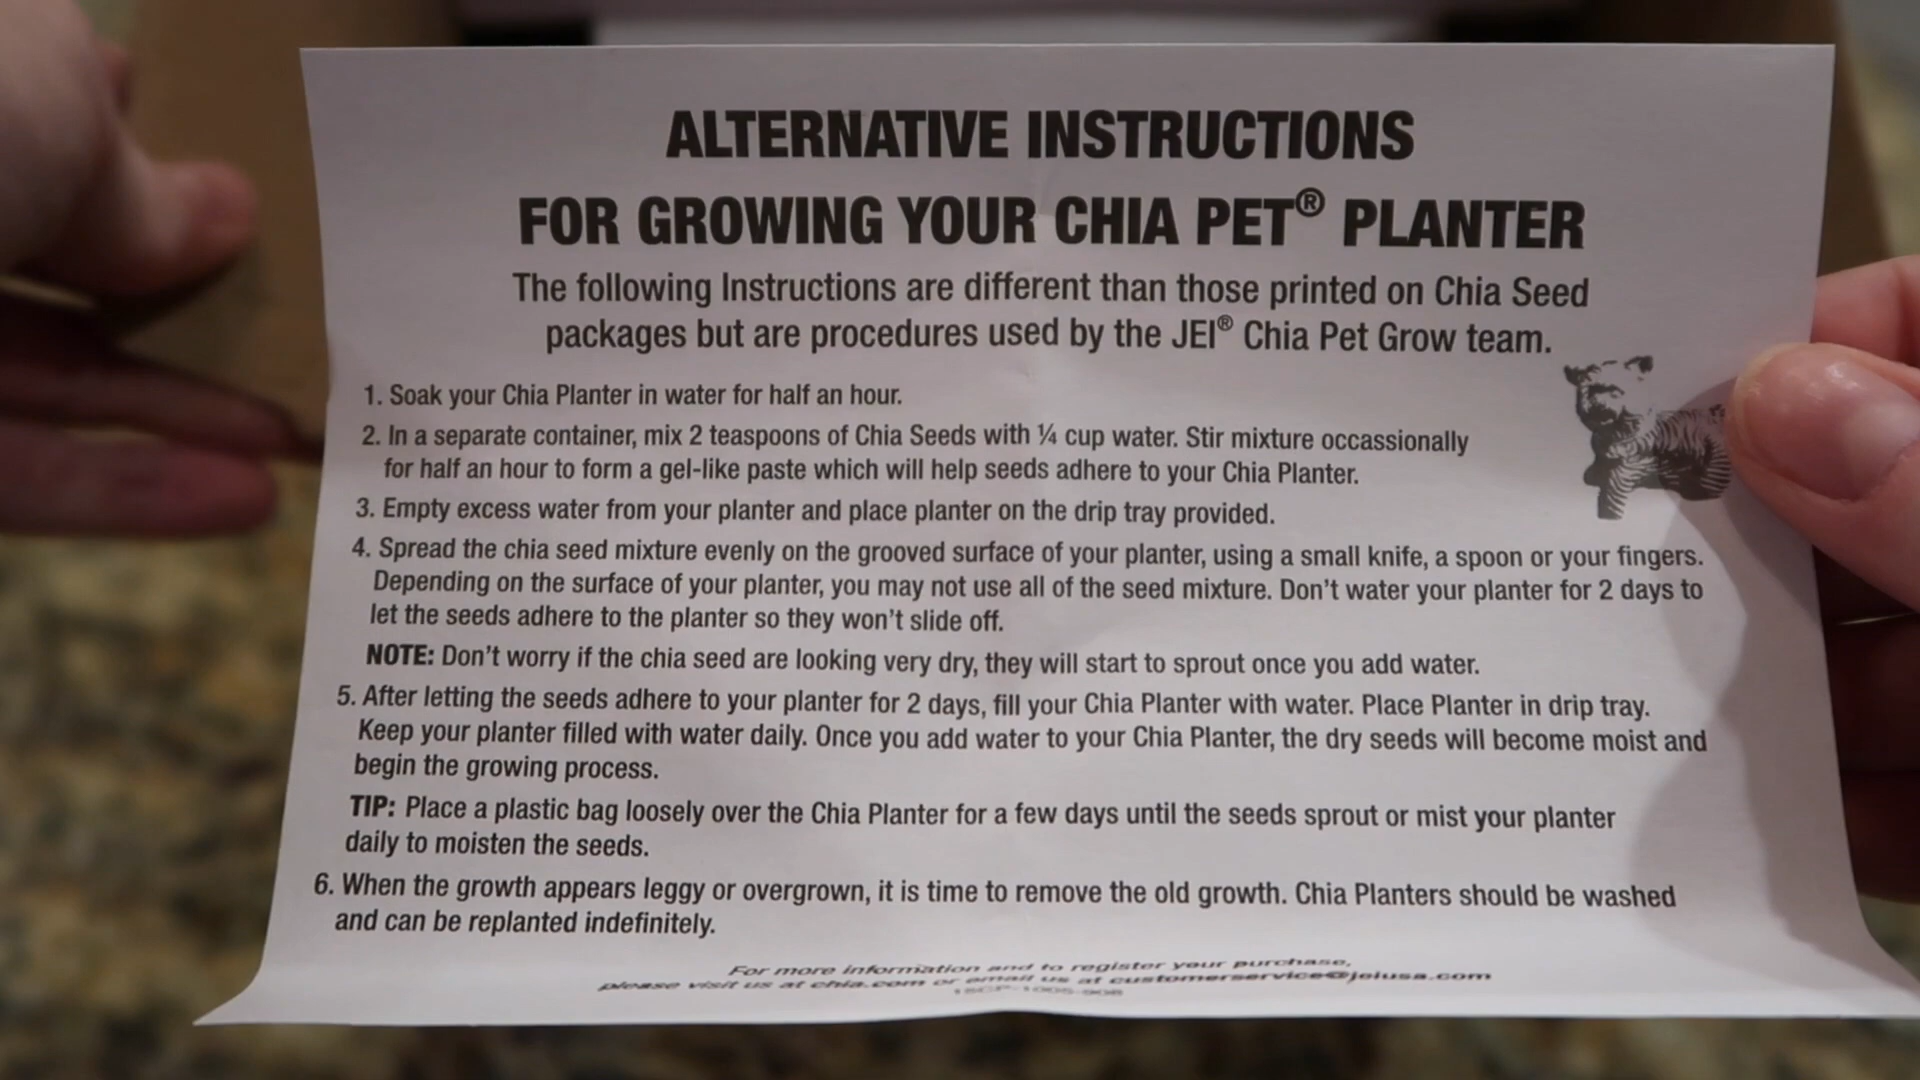 ALTERNATIVE INSTRUCTIONS
FOR GROWING YOUR CHIA PET® PLANTER
The following Instructions are different than those printed on Chia Seed
packages but are procedures used by the JEI® Chia Pet Grow team.
1. Soak your Chia Planter in water for half an hour.
2. In a separate container, mix 2 teaspoons of Chia Seeds with ¼ cup water. Stir mixture occassionally
for half an hour to form a gel-like paste which will help seeds adhere to your Chia Planter.
3. Empty excess water from your planter and place planter on the drip tray provided.
4. Spread the chia seed mixture evenly on the grooved surface of your planter, using a small knife, a spoon or your fingers.
Depending on the surface of your planter, you may not use all of the seed mixture. Don't water your planter for 2 days to
let the seeds adhere to the planter so they won't slide off.
NOTE: Don't worry if the chia seed are looking very dry, they will start to sprout once you add water.
5. After letting the seeds adhere to your planter for 2 days, fill your Chia Planter with water. Place Planter in drip tray.
Keep your planter filled with water daily. Once you add water to your Chia Planter, the dry seeds will become moist and
begin the growing process.
TIP: Place a plastic bag loosely over the Chia Planter for a few days until the seeds sprout or mist your planter
daily to moisten the seeds.
6. When the growth appears leggy or overgrown, it is time to remove the old growth. Chia Planters should be washed
and can be replanted indefinitely.
For more information and to register your purchase,
please visit us at chia.com or email us at customerservice@jeiusa.com